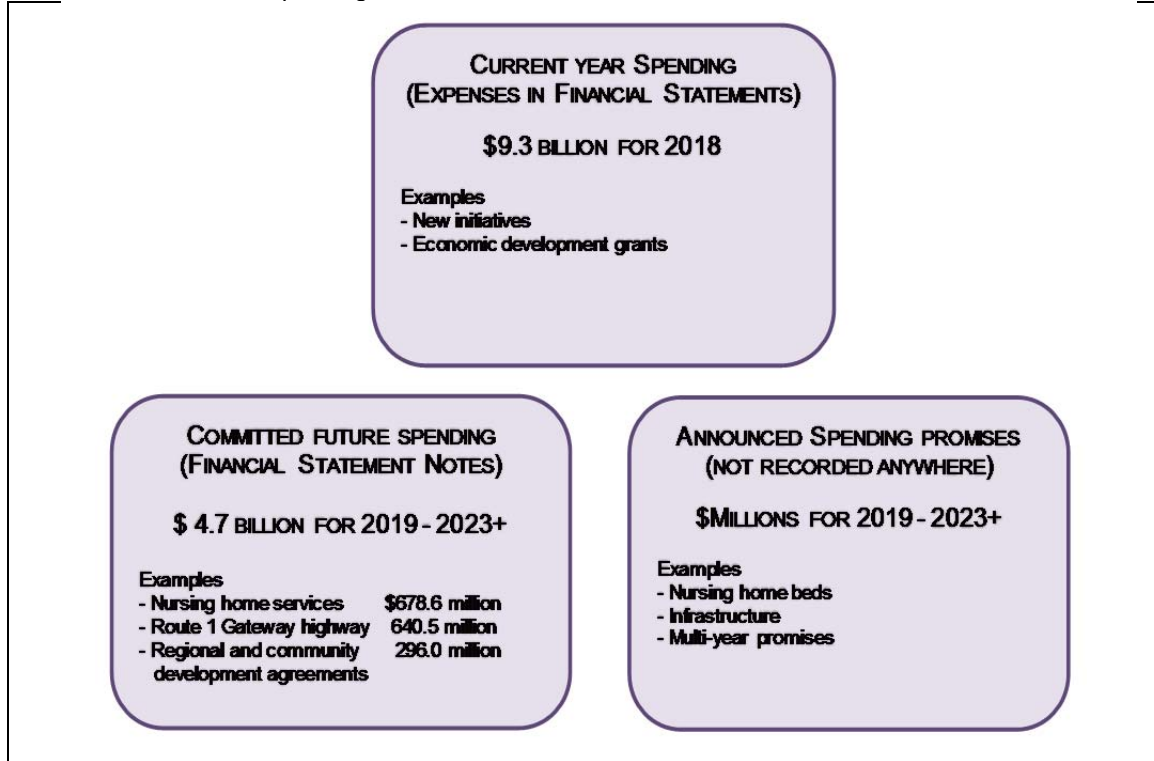 CURRENT YEAR SPENDING
(EXPENSES IN FINANCIAL STATEMENTS)
$9.3 BILLION FOR 2018
Examples
- New initiatives
- Economic development grants
COMMITTED FUTURE SPENDING
(FINANCIAL STATEMENT NOTES)
$ 4.7 BILLION FOR 2019 - 2023+
Examples
- Nursing home services $678.6 million
- Route 1 Gateway highway 640.5 million
- Regional and community 296.0 million
development agreements
ANNOUNCED SPENDING PROMISES
(NOT RECORDED ANYWHERE)
$MILLIONS FOR 2019 - 2023+
Examples
- Nursing home beds
- Infrastructure
- Multi-year promises